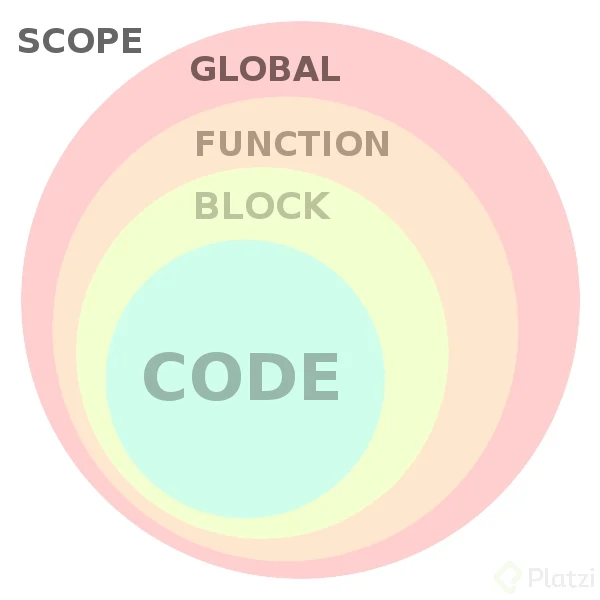 SCOPE
GLOBAL
FUNCTION
BLOCK
CODE
Platzi